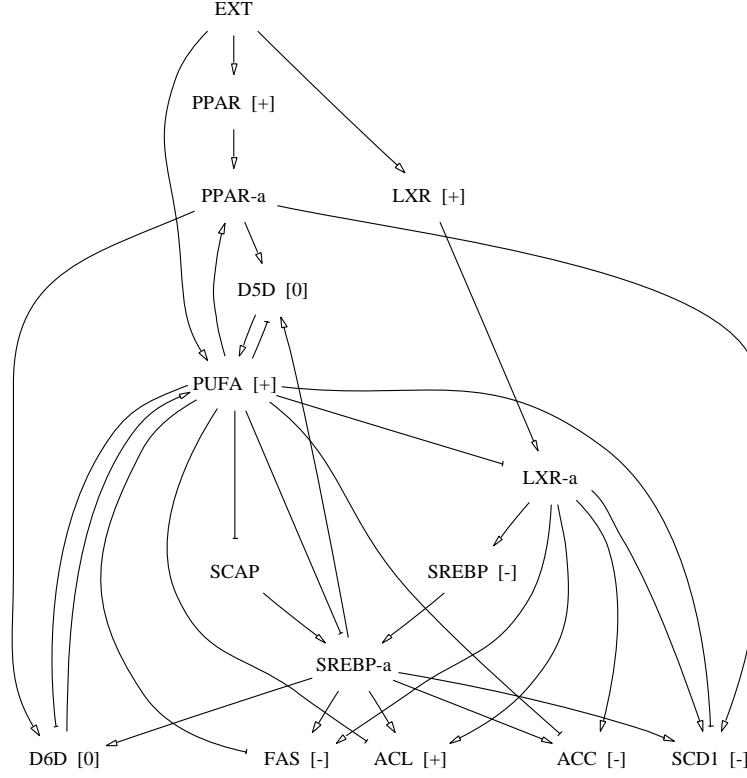 EXT
PPAR [+]
PPAR-a
LXR [+]
D5D [0]
PUFA [+]
LXR-a
SCAP
SREBP [-]
SREBP-a
D6D [0]
FAS [-]
ACL [+]
ACC [-]
SCD1 [-]